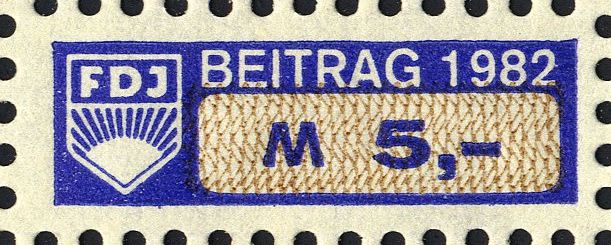 FDJ
BEITRAG 1982
M 5,-